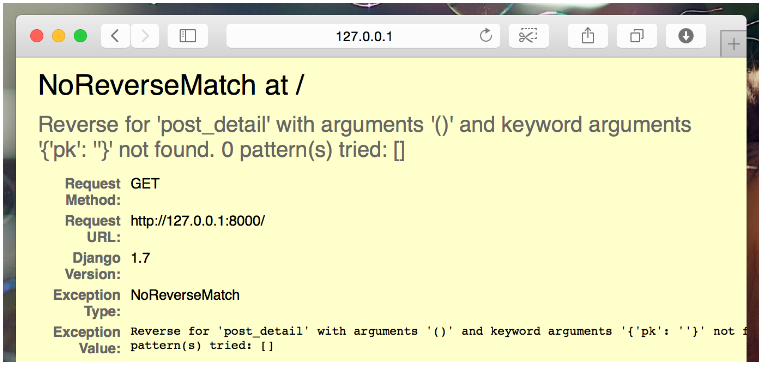 127.0.0.1
NoReverseMatch at /
Reverse for 'post_detail' with arguments '()' and keyword arguments
'{'pk': ''}' not found. 0 pattern(s) tried: []
Request Method: GET
Request URL: http://127.0.0.1:8000/
Django Version: 1.7
Exception Type: NoReverseMatch
Exception Value: Reverse for 'post_detail' with arguments '()' and keyword arguments '{'pk': ''}' not f
pattern(s) tried: []